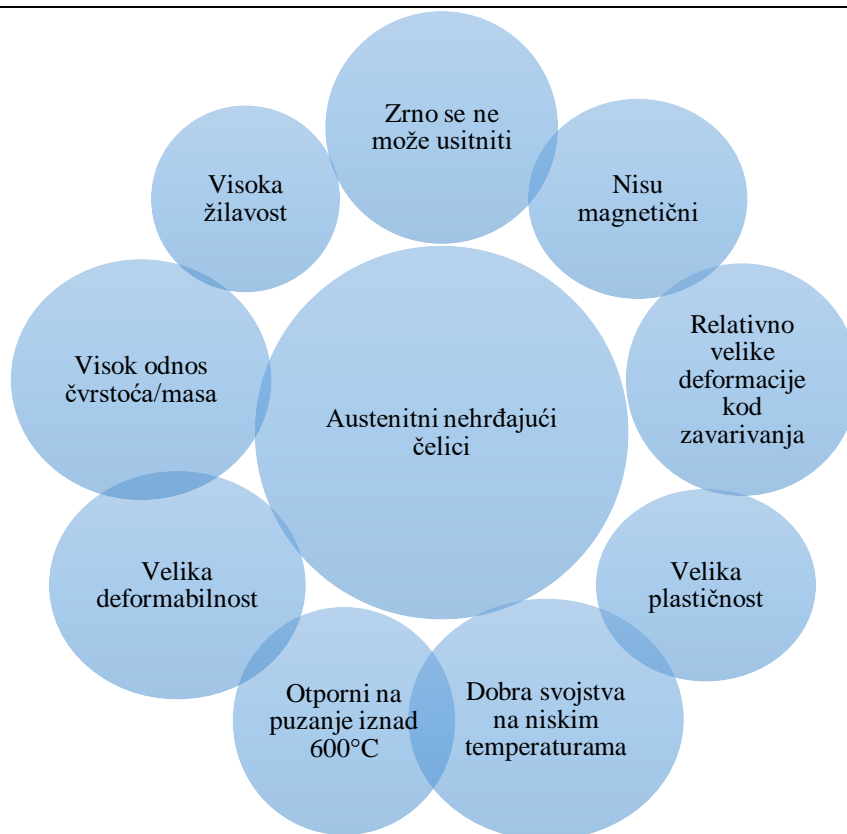 Zrno se ne
može usitniti
Nisu
magnetični
Relativno
velike
deformacije
kod
zavarivanja
Velika
plastičnost
Dobra svojstva
na niskim
temperaturama
Otporni na
puzanje iznad
600°C
Velika
deformabilnost
Visok odnos
čvrstoća/masa
Visoka
žilavost
Austenitni nehrđajući
čelici